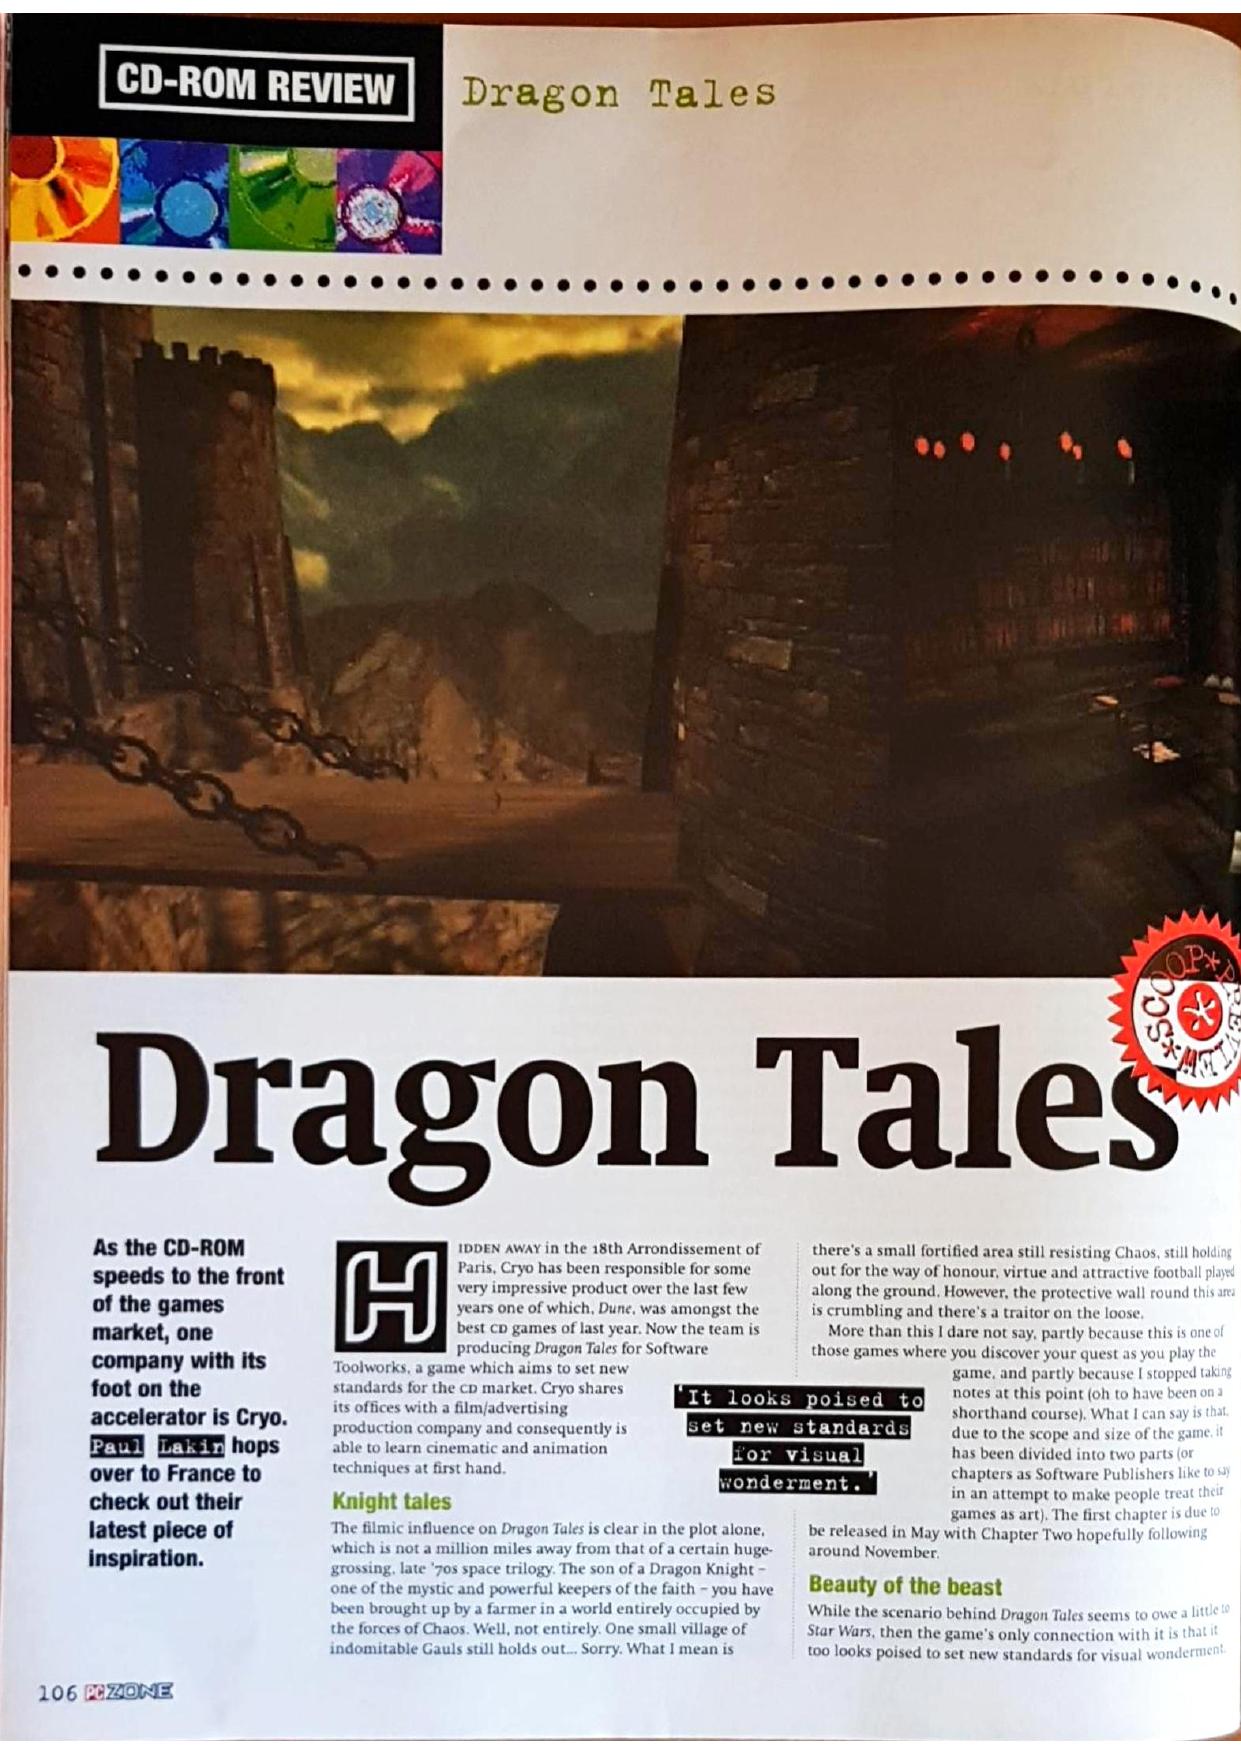 CD-ROM REVIEW
Dragon Tales
SCOOP*PREVIEW*
Dragon Tales
As the CD-ROM
speeds to the front
of the games
market, one
company with its
foot on the
accelerator is Cryo.
Paul Lakin hops
over to France to
check out their
latest piece of
inspiration.
HIDDEN AWAY in the 18th Arrondissement of
Paris, Cryo has been responsible for some
very impressive product over the last few
years one of which, Dune, was amongst the
best CD games of last year. Now the team is
producing Dragon Tales for Software
Toolworks, a game which aims to set new
standards for the CD market. Cryo shares
its offices with a film/advertising
production company and consequently is
able to learn cinematic and animation
techniques at first hand.
Knight tales
The filmic influence on Dragon Tales is clear in the plot alone,
which is not a million miles away from that of a certain huge-
grossing, late '70s space trilogy. The son of a Dragon Knight –
one of the mystic and powerful keepers of the faith – you have
been brought up by a farmer in a world entirely occupied by
the forces of Chaos. Well, not entirely. One small village of
indomitable Gauls still holds out... Sorry. What I mean is
'It looks poised to
set new standards
for visual
wonderment.'
there's a small fortified area still resisting Chaos, still holding
out for the way of honour, virtue and attractive football played
along the ground. However, the protective wall round this area
is crumbling and there's a traitor on the loose.
More than this I dare not say, partly because this is one of
those games where you discover your quest as you play the
game, and partly because I stopped taking
notes at this point (oh to have been on a
shorthand course). What I can say is that,
due to the scope and size of the game, it
has been divided into two parts (or
chapters as Software Publishers like to say
in an attempt to make people treat their
games as art). The first chapter is due to
be released in May with Chapter Two hopefully following
around November.
Beauty of the beast
While the scenario behind Dragon Tales seems to owe a little to
Star Wars, then the game's only connection with it is that it
too looks poised to set new standards for visual wonderment.
106 PC ZONE